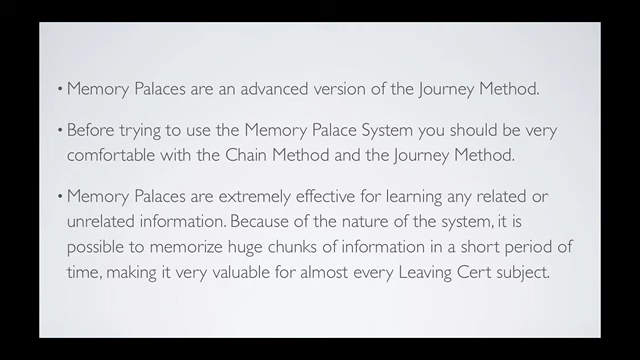 • Memory Palaces are an advanced version of the Journey Method.
• Before trying to use the Memory Palace System you should be very
comfortable with the Chain Method and the Journey Method.
• Memory Palaces are extremely effective for learning any related or
unrelated information. Because of the nature of the system, it is
possible to memorize huge chunks of information in a short period of
time, making it very valuable for almost every Leaving Cert subject.